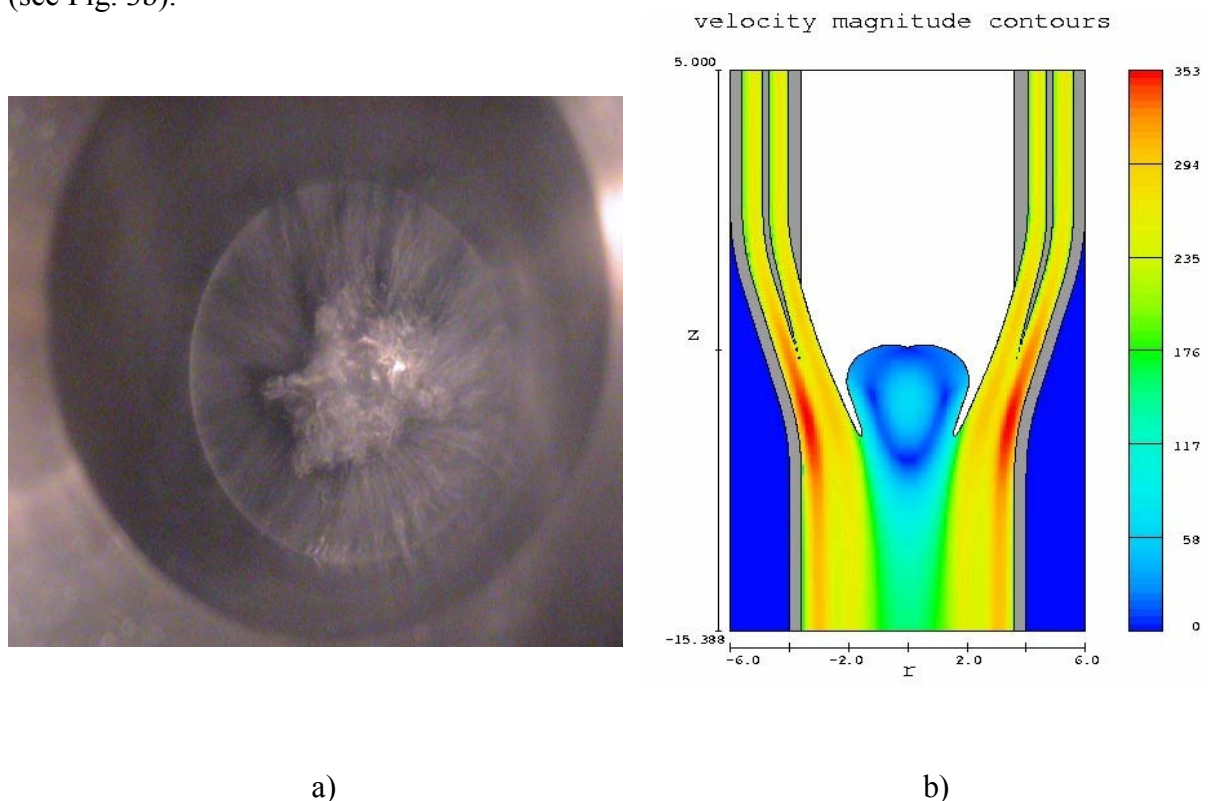 (see Fig. 3b).
velocity magnitude contours
5.000
z
-15.388
-6.0
-2.0
2.0
6.0
r
353
294
235
176
117
58
0
a)
b)